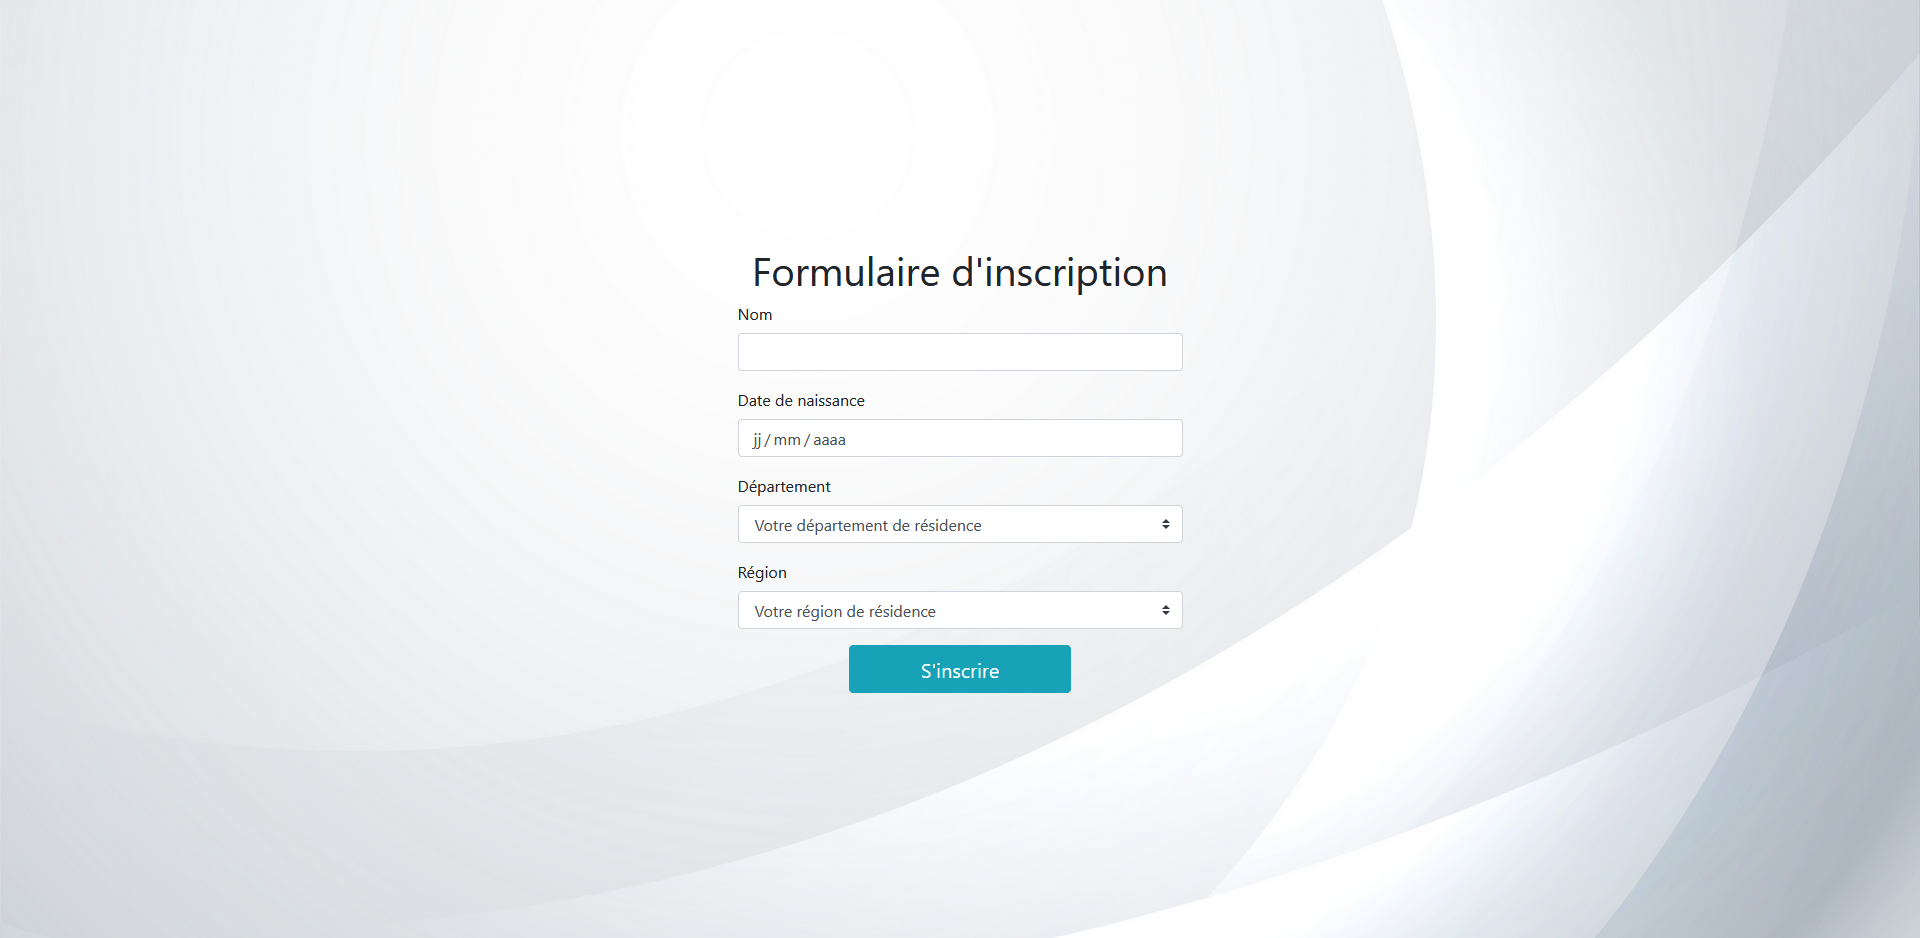 Formulaire d'inscription
Nom
Date de naissance
jj / mm / aaaa
Département
Votre département de résidence
Région
Votre région de résidence
S'inscrire